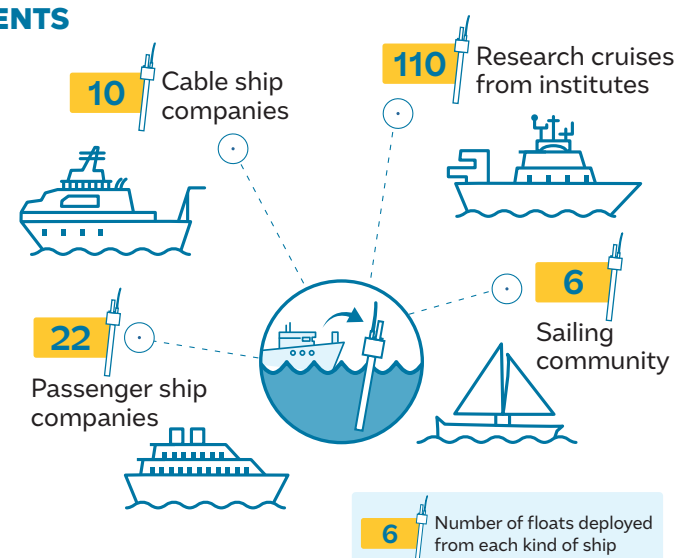 10
Cable ship
companies
110
Research cruises
from institutes
22
Passenger ship
companies
6
Sailing
community
6
Number of floats deployed
from each kind of ship